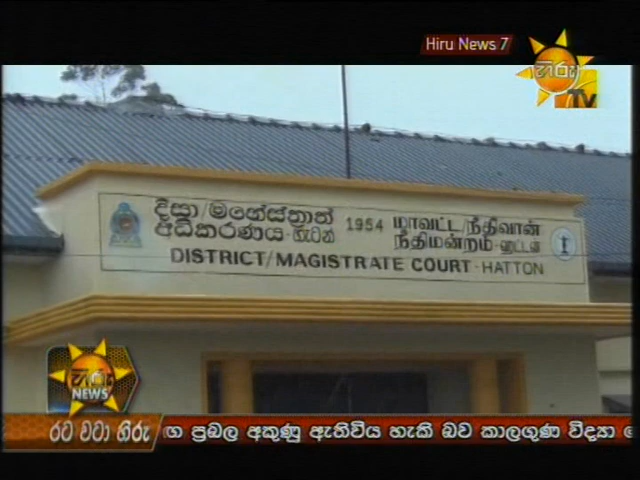 Hiru News 7
හිරු
TV
දිසා/මහේස්ත්‍රාත්
අධිකරණය-හැටන්
1954
மாவட்ட/நீதிவான்
நீதிமன்றம்-ஹட்டன்
DISTRICT/MAGISTRATE COURT-HATTON
හිරු
NEWS
රට වටා හිරු
ප්‍රබල අකුණු ඇතිවිය හැකි බව කාලගුණ විද්‍යා